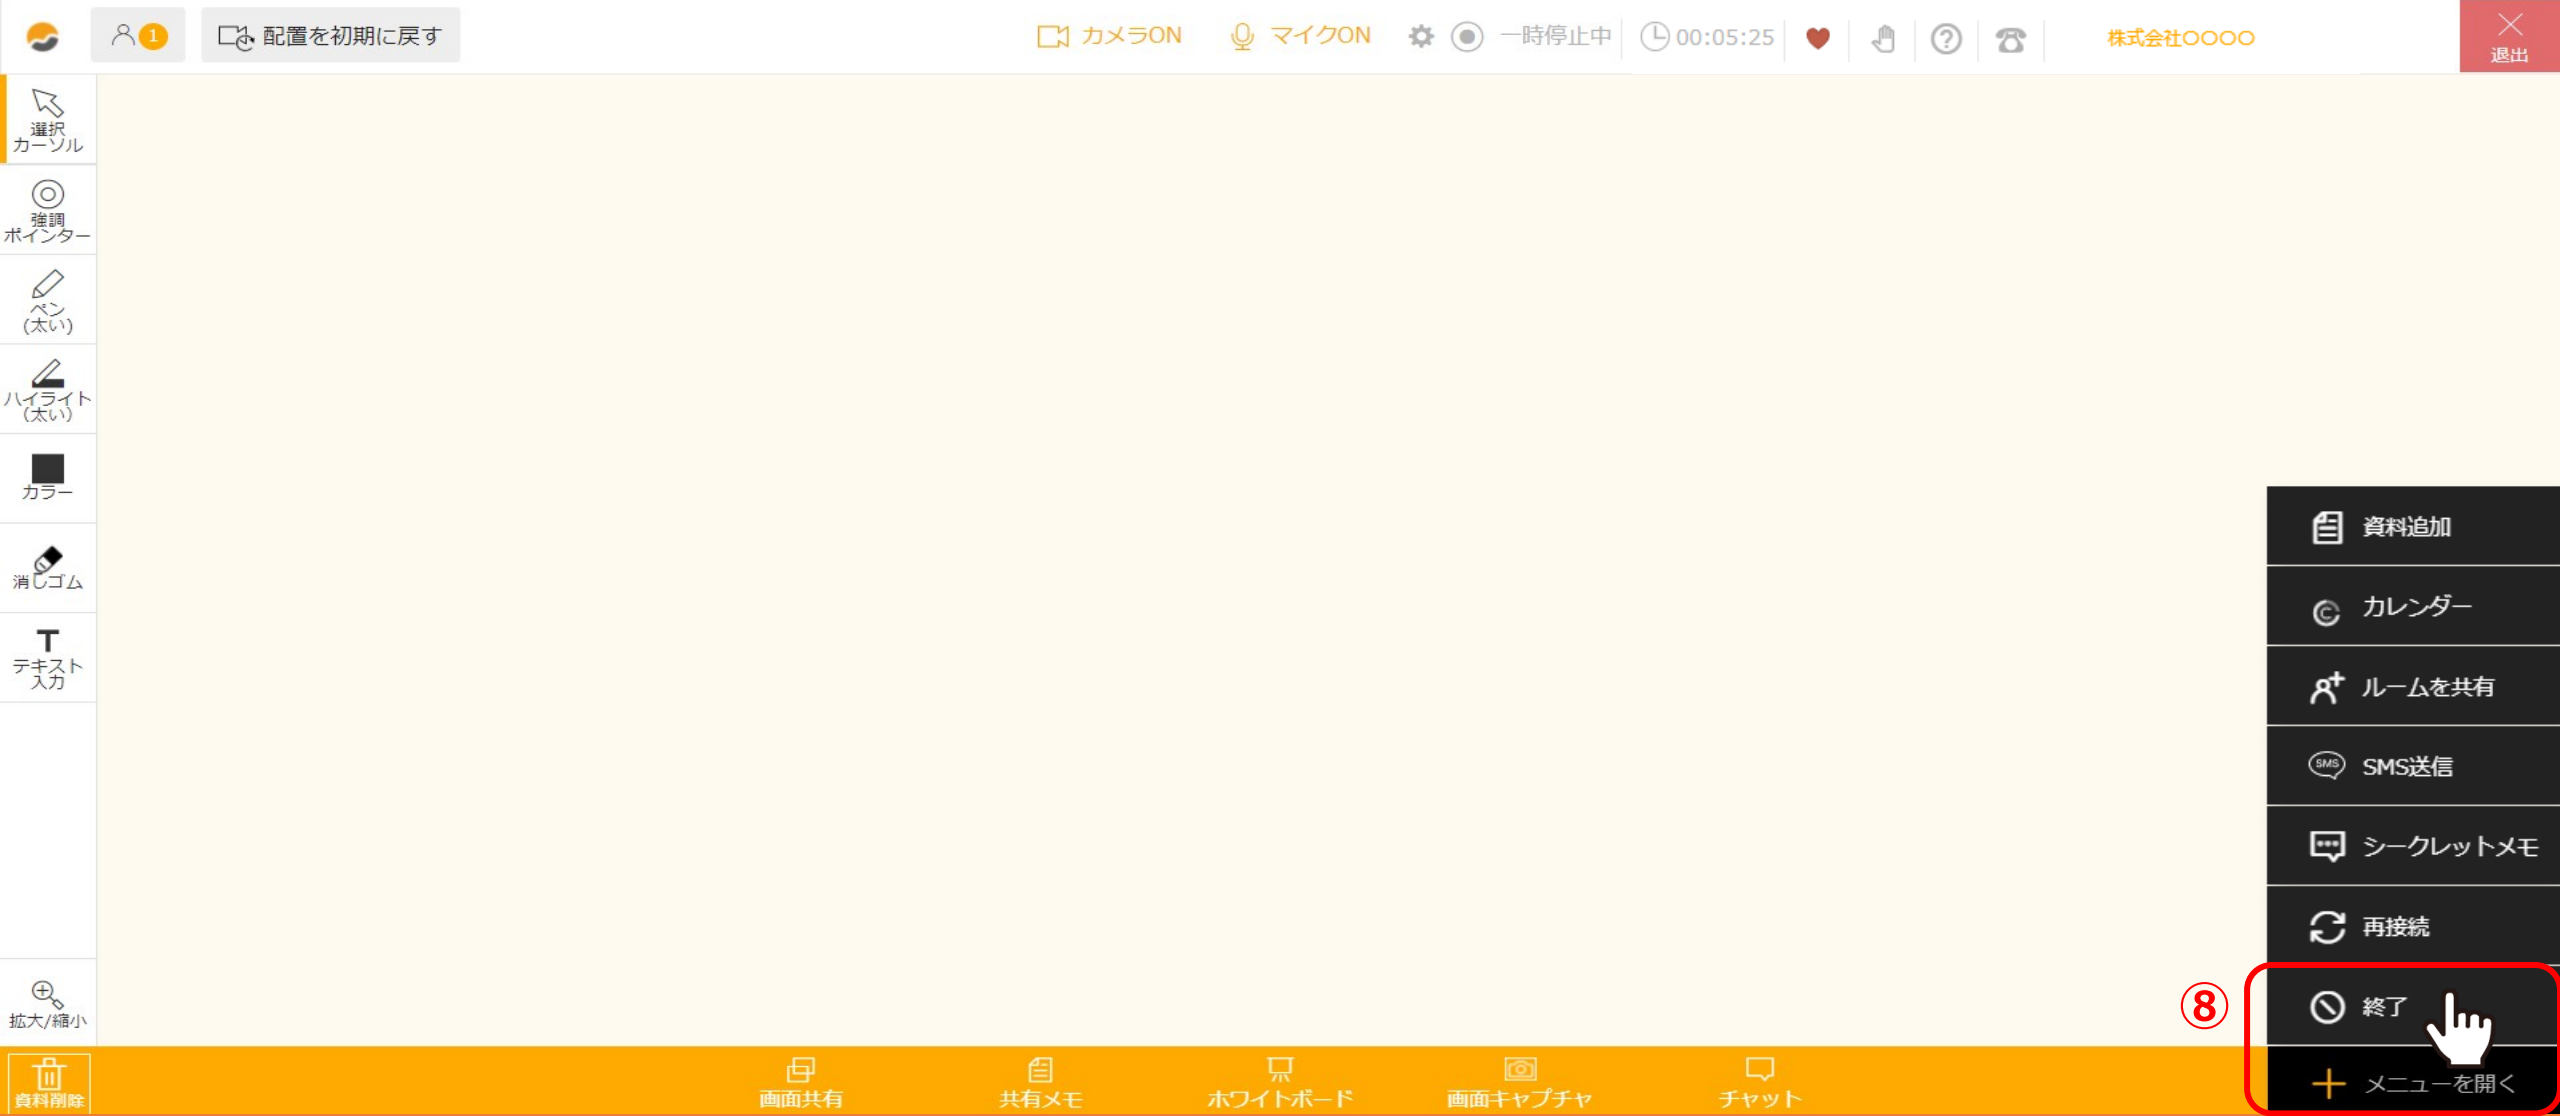 1
配置を初期に戻す
カメラON
マイクON
一時停止中
00:05:25
株式会社○○○○
退出
選択
カーソル
強調
ポインター
ペン
(太い)
ハイライト
(太い)
カラー
消しゴム
T
テキスト
入力
拡大/縮小
資料追加
C
カレンダー
ルームを共有
SMS
SMS送信
シークレットメモ
再接続
⑧
終了
メニューを開く
資料削除
画面共有
共有メモ
ホワイトボード
画面キャプチャ
チャット